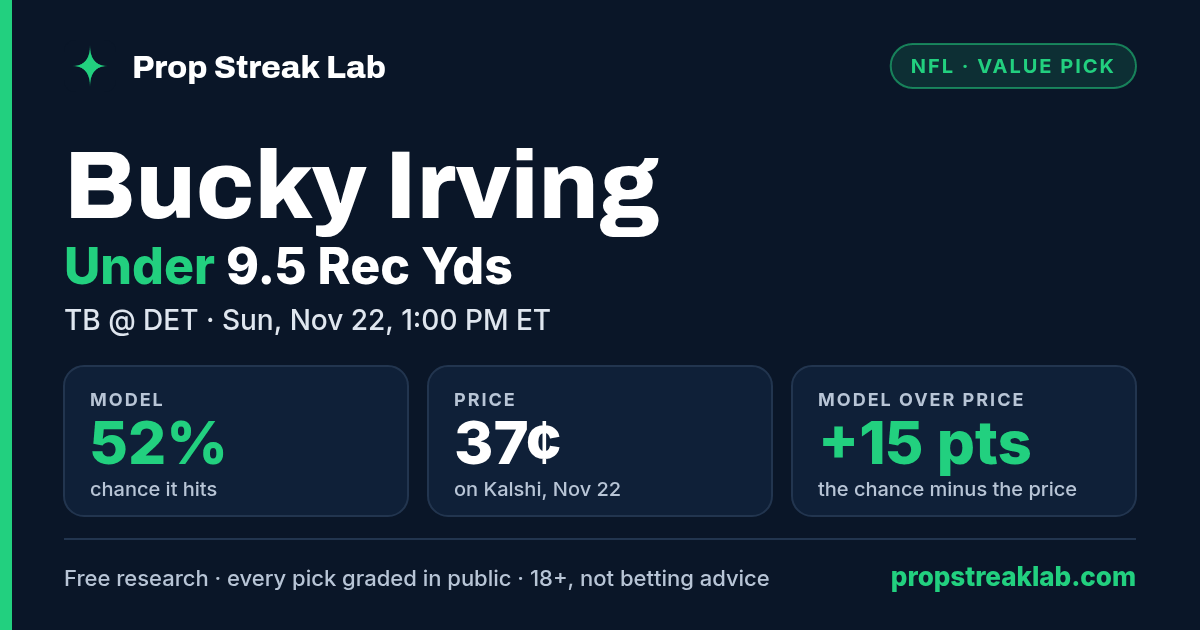 Prop Streak Lab
NFL · VALUE PICK
Bucky Irving
Under 9.5 Rec Yds
TB @ DET · Sun, Nov 22, 1:00 PM ET
MODEL
52%
chance it hits
PRICE
37¢
on Kalshi, Nov 22
MODEL OVER PRICE
+15 pts
the chance minus the price
Free research · every pick graded in public · 18+, not betting advice
propstreaklab.com